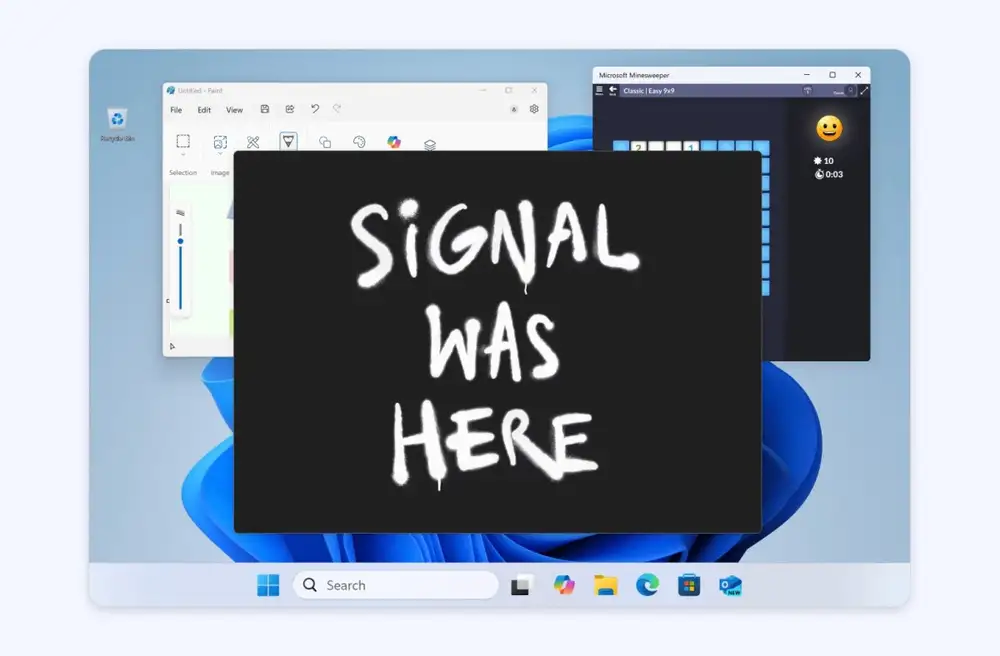 Untitled - Paint
File Edit View
Selection Image
Recycle Bin
Microsoft Minesweeper
Classic | Easy 9x9
2 1
10
0:03
SiGNAL
WAS
HERE
Search
NEW